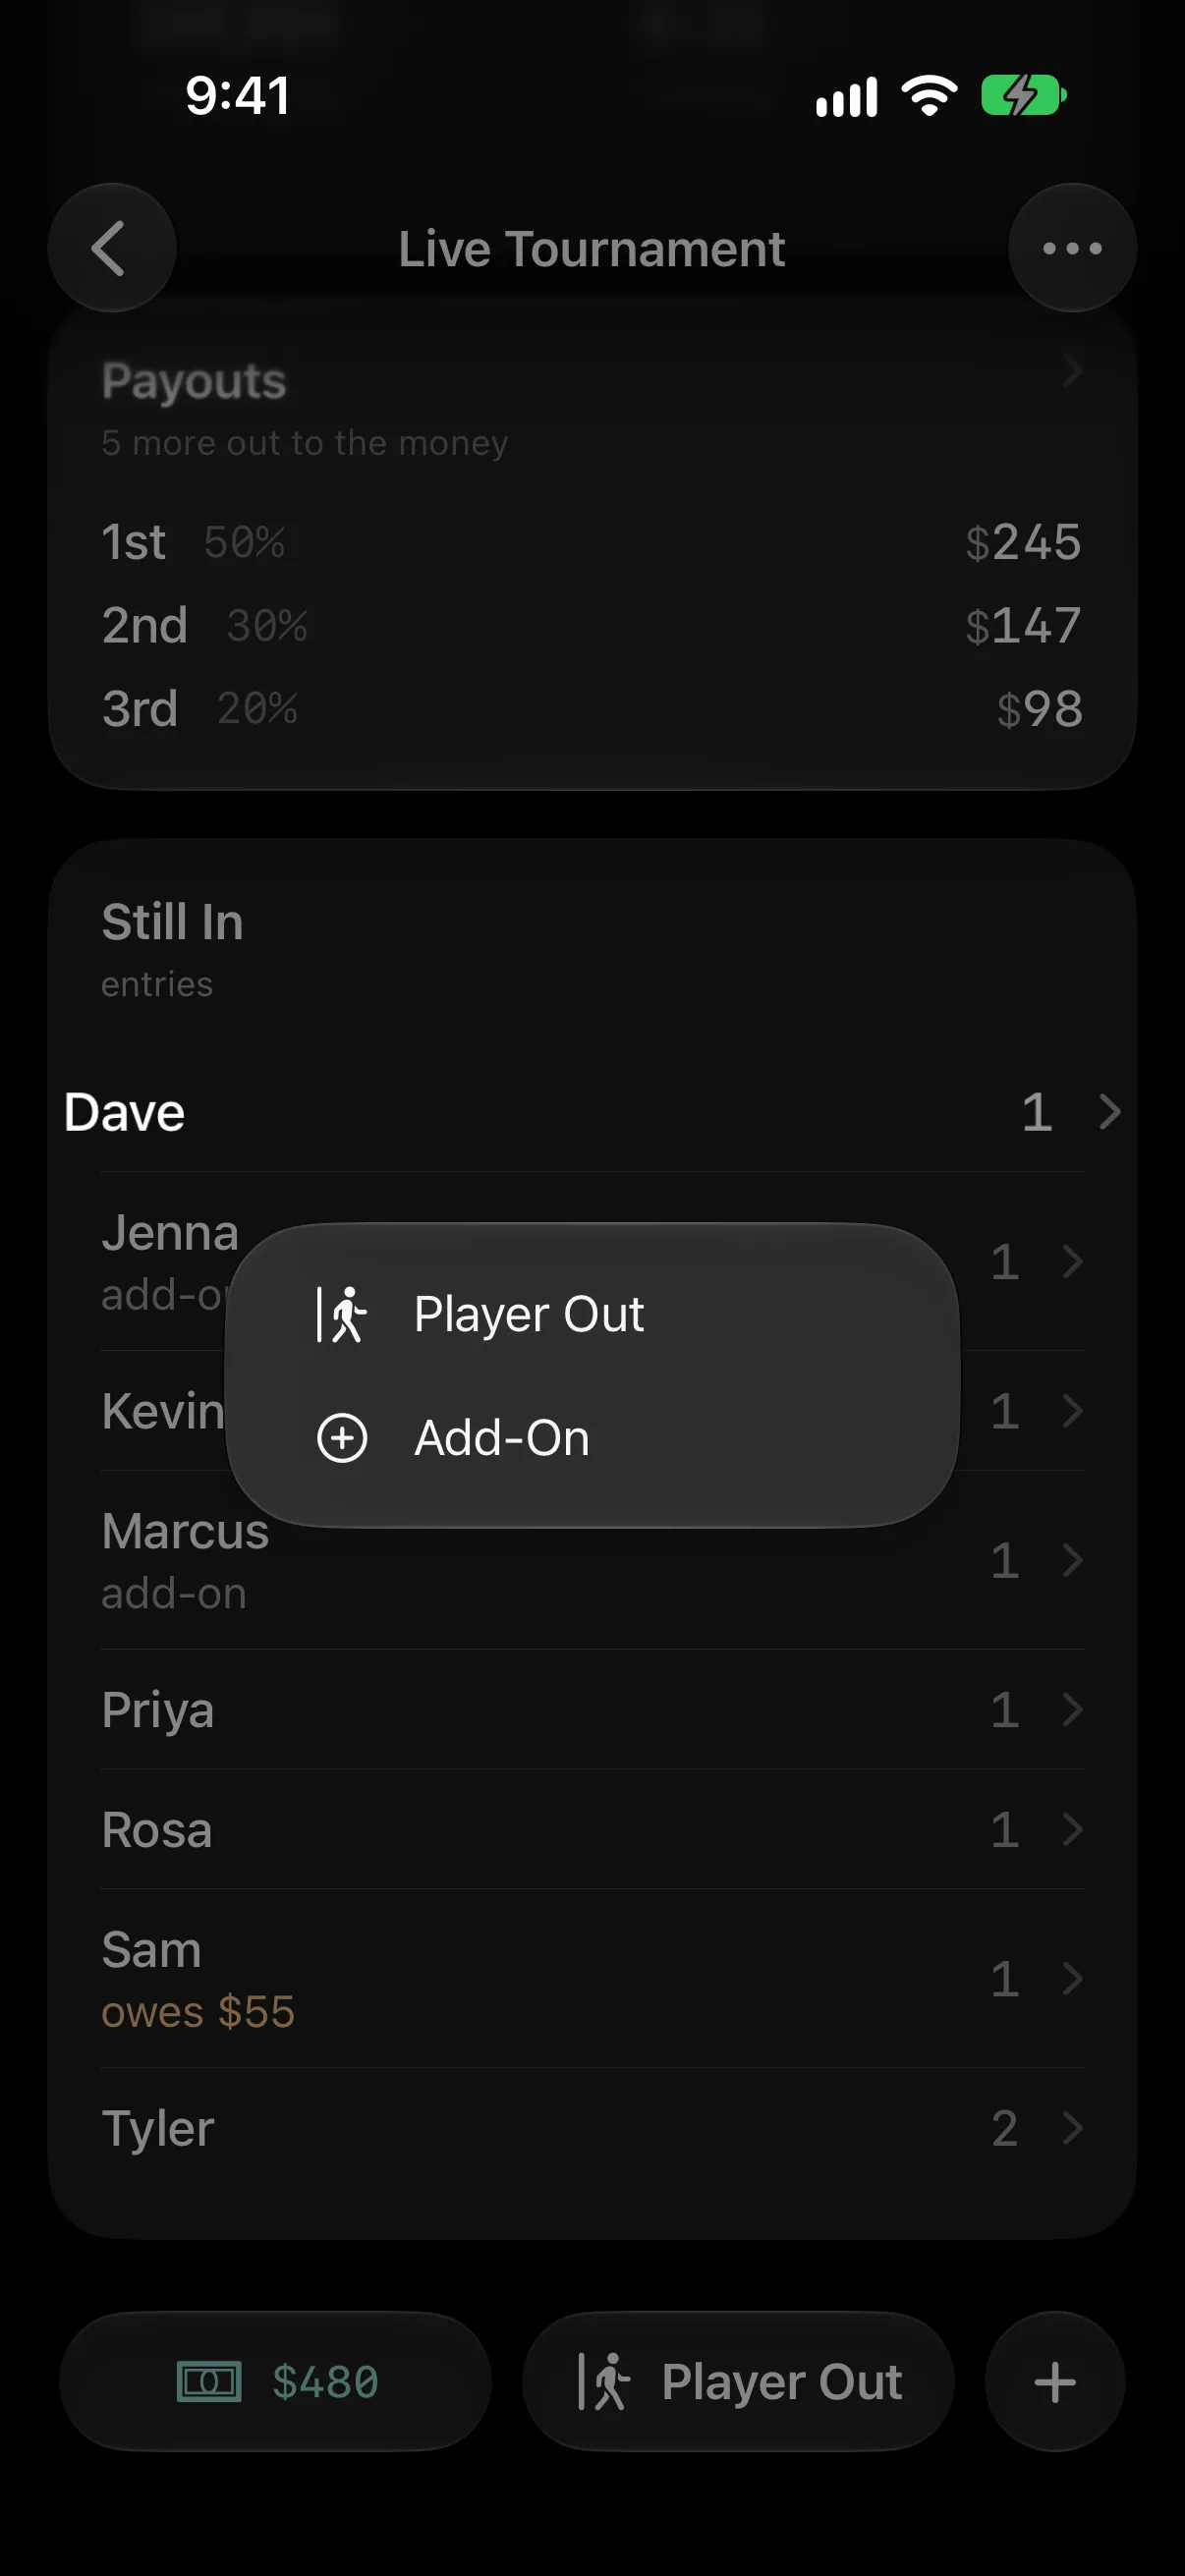 9:41
Live Tournament
Payouts
5 more out to the money
1st 50% $245
2nd 30% $147
3rd 20% $98
Still In
entries
Dave 1
Jenna 1
Player Out
Kevin 1
Add-On
Marcus 1
add-on
Priya 1
Rosa 1
Sam 1
owes $55
Tyler 2
$480 Player Out